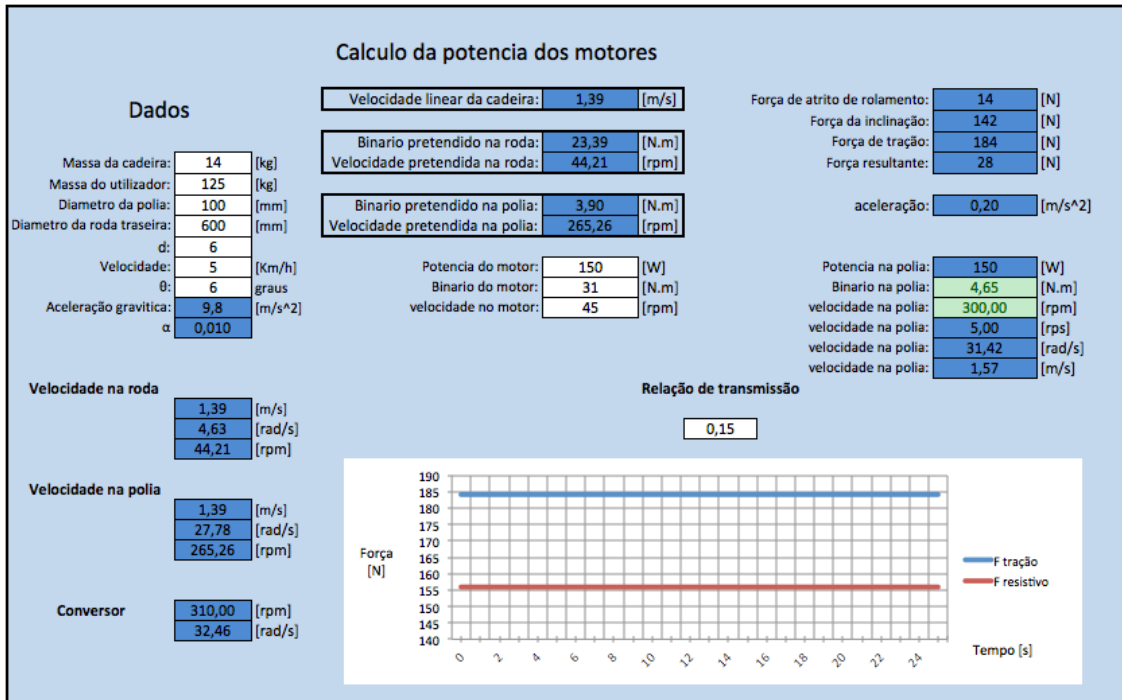 Calculo da potencia dos motores
Dados
Massa da cadeira: 14 [kg]
Massa do utilizador: 125 [kg]
Diametro da polia: 100 [mm]
Diametro da roda traseira: 600 [mm]
d: 6
Velocidade: 5 [Km/h]
θ: 6 graus
Aceleração gravitica: 9,8 [m/s^2]
α 0,010
Velocidade linear da cadeira: 1,39 [m/s]
Binario pretendido na roda: 23,39 [N.m]
Velocidade pretendida na roda: 44,21 [rpm]
Binario pretendido na polia: 3,90 [N.m]
Velocidade pretendida na polia: 265,26 [rpm]
Potencia do motor: 150 [W]
Binario do motor: 31 [N.m]
velocidade no motor: 45 [rpm]
Força de atrito de rolamento: 14 [N]
Força da inclinação: 142 [N]
Força de tração: 184 [N]
Força resultante: 28 [N]
aceleração: 0,20 [m/s^2]
Potencia na polia: 150 [W]
Binario na polia: 4,65 [N.m]
velocidade na polia: 300,00 [rpm]
velocidade na polia: 5,00 [rps]
velocidade na polia: 31,42 [rad/s]
velocidade na polia: 1,57 [m/s]
Velocidade na roda
1,39 [m/s]
4,63 [rad/s]
44,21 [rpm]
Velocidade na polia
1,39 [m/s]
27,78 [rad/s]
265,26 [rpm]
Conversor 310,00 [rpm]
32,46 [rad/s]
Relação de transmissão
0,15
190
185
180
175
170
165
160
155
150
145
140
Força
[N]
0 2 4 6 8 10 12 14 16 18 20 22 24
Tempo [s]
F tração
F resistivo